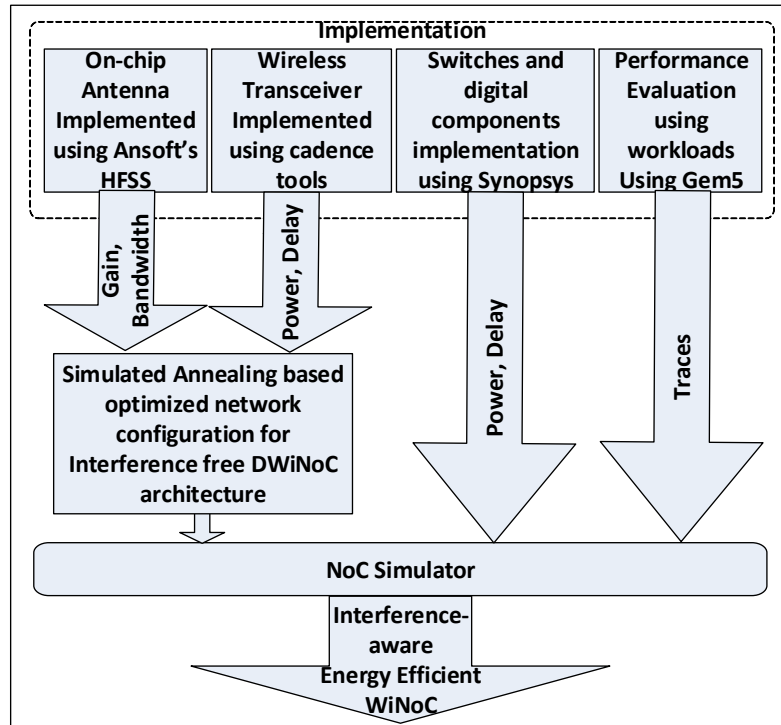 Implementation
On-chip
Antenna
Implemented
using Ansoft's
HFSS
Wireless
Transceiver
Implemented
using cadence
tools
Switches and
digital
components
implementation
using Synopsys
Performance
Evaluation
using
workloads
Using Gem5
Gain,
Bandwidth
Power, Delay
Power, Delay
Traces
Simulated Annealing based
optimized network
configuration for
Interference free DWiNoC
architecture
NoC Simulator
Interference-
aware
Energy Efficient
WiNoC